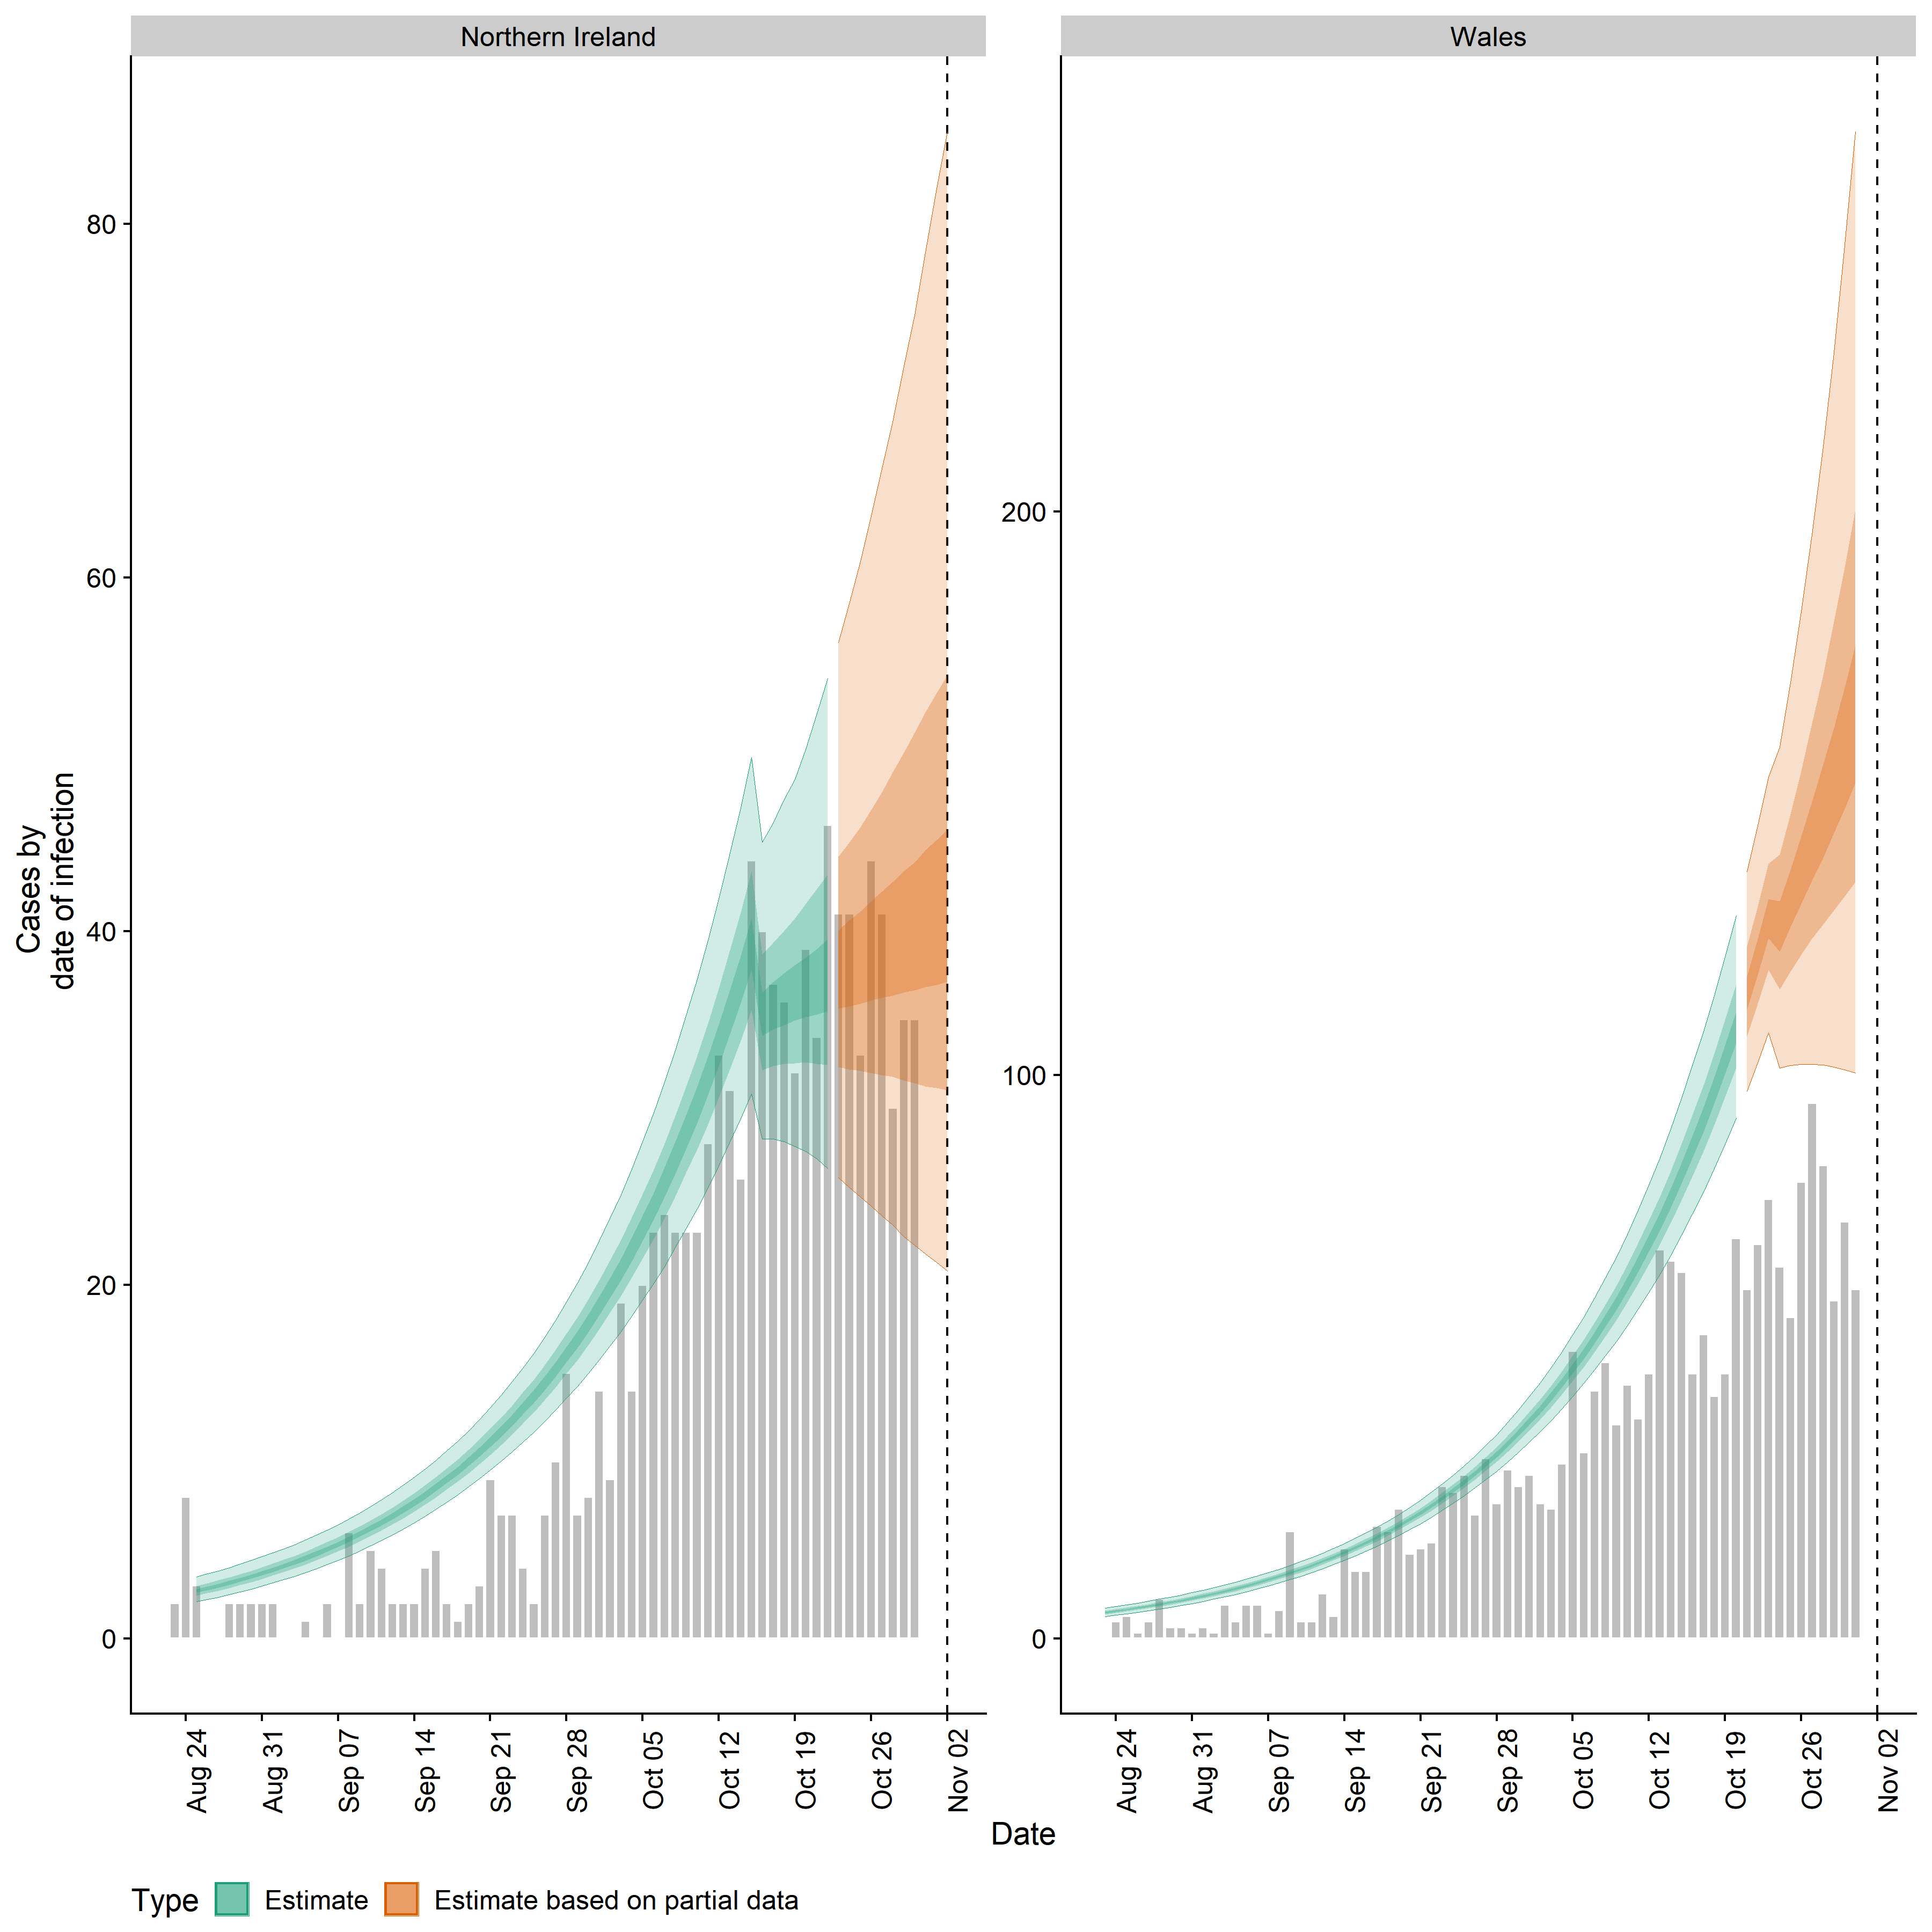 Northern Ireland
Wales
Cases by
date of infection
80
60
40
20
0
200
100
0
Aug 24
Aug 31
Sep 07
Sep 14
Sep 21
Sep 28
Oct 05
Oct 12
Oct 19
Oct 26
Nov 02
Aug 24
Aug 31
Sep 07
Sep 14
Sep 21
Sep 28
Oct 05
Oct 12
Oct 19
Oct 26
Nov 02
Date
Type Estimate Estimate based on partial data